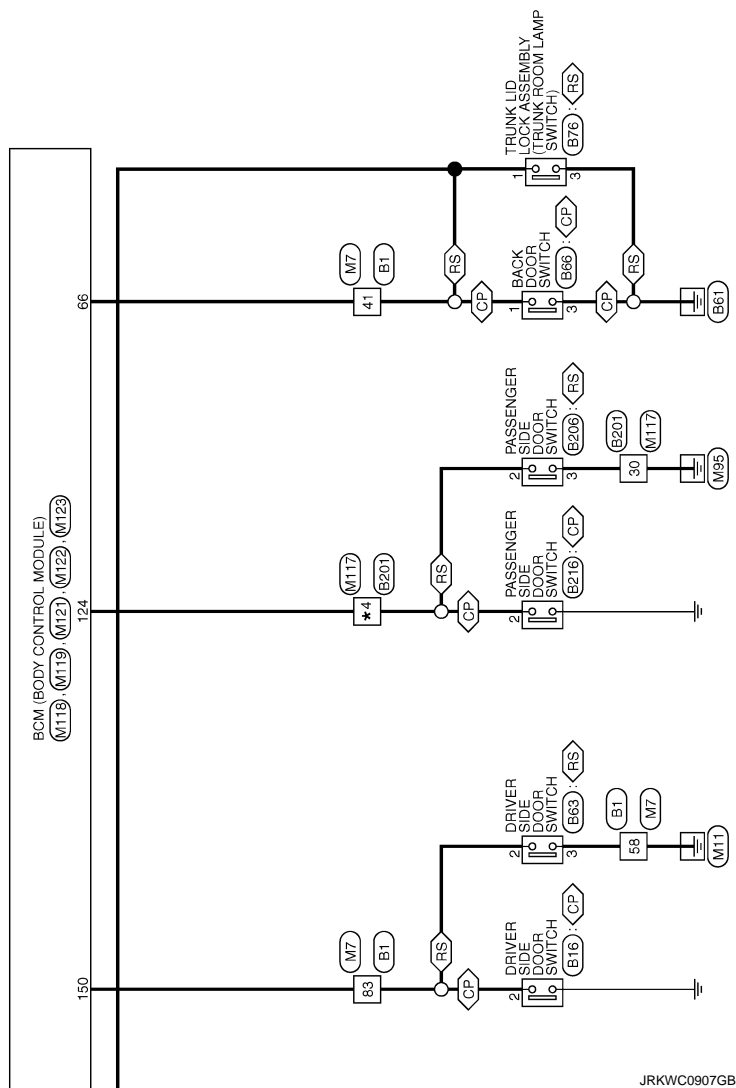 BCM (BODY CONTROL MODULE)
M118, M119, M121, M122, M123
150
124
66
M7
83
B1
M117
*4
B201
M7
41
B1
RS
CP
RS
CP
RS
CP
DRIVER
SIDE
DOOR
SWITCH
B16 : CP
2
DRIVER
SIDE
DOOR
SWITCH
B63 : RS
2
3
B1
58
M7
M11
PASSENGER
SIDE
DOOR
SWITCH
B216 : CP
2
PASSENGER
SIDE
DOOR
SWITCH
B206 : RS
2
3
B201
30
M117
M95
BACK
DOOR
SWITCH
B66 : CP
1
3
CP
RS
B61
TRUNK LID
LOCK ASSEMBLY
(TRUNK ROOM LAMP
SWITCH)
B76 : RS
1
3
JRKWC0907GB